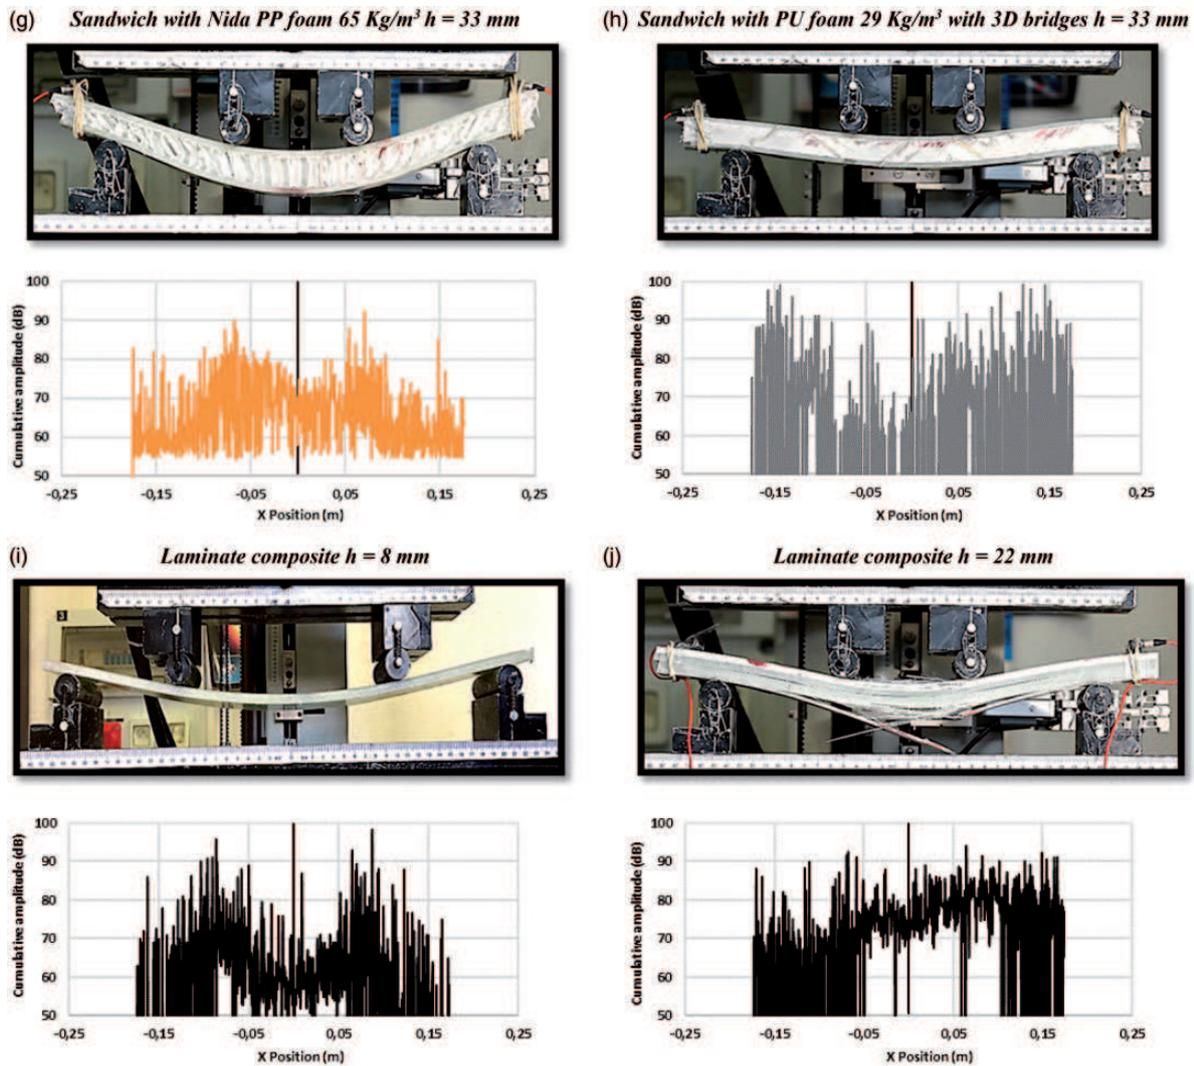 (g) Sandwich with Nida PP foam 65 Kg/m³ h = 33 mm
Cumulative amplitude (dB)
100
90
80
70
60
50
-0,25 -0,15 -0,05 0,05 0,15 0,25
X Position (m)
(h) Sandwich with PU foam 29 Kg/m³ with 3D bridges h = 33 mm
Cumulative amplitude (dB)
100
90
80
70
60
50
-0,25 -0,15 -0,05 0,05 0,15 0,25
X Position (m)
(i) Laminate composite h = 8 mm
3
Cumulative amplitude (dB)
100
90
80
70
60
50
-0,25 -0,15 -0,05 0,05 0,15 0,25
X Position (m)
(j) Laminate composite h = 22 mm
Cumulative amplitude (dB)
100
90
80
70
60
50
-0,25 -0,15 -0,05 0,05 0,15 0,25
X Position (m)